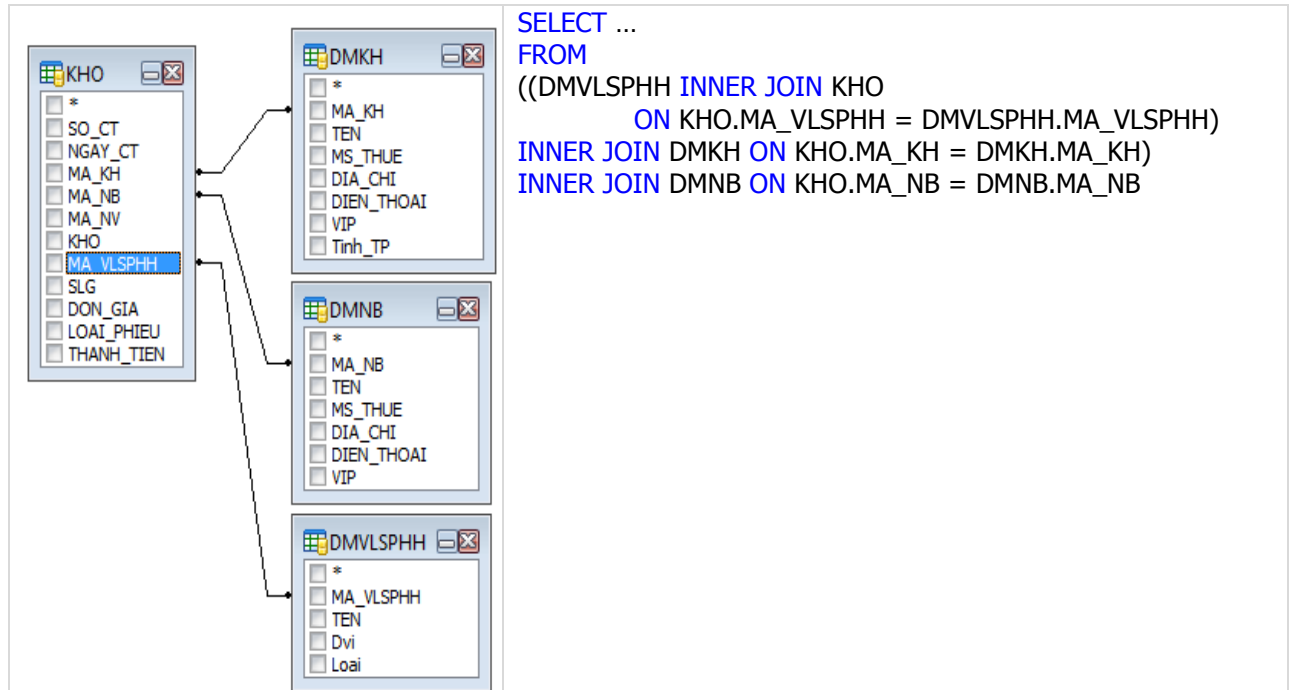 KHO
*
SO_CT
NGAY_CT
MA_KH
MA_NB
MA_NV
KHO
MA_VLSPHH
SLG
DON_GIA
LOAI_PHIEU
THANH_TIEN
DMKH
*
MA_KH
TEN
MS_THUE
DIA_CHI
DIEN_THOAI
VIP
Tinh_TP
DMNB
*
MA_NB
TEN
MS_THUE
DIA_CHI
DIEN_THOAI
VIP
DMVLSPHH
*
MA_VLSPHH
TEN
Dvi
Loai
SELECT ...
FROM
((DMVLSPHH INNER JOIN KHO
ON KHO.MA_VLSPHH = DMVLSPHH.MA_VLSPHH)
INNER JOIN DMKH ON KHO.MA_KH = DMKH.MA_KH)
INNER JOIN DMNB ON KHO.MA_NB = DMNB.MA_NB